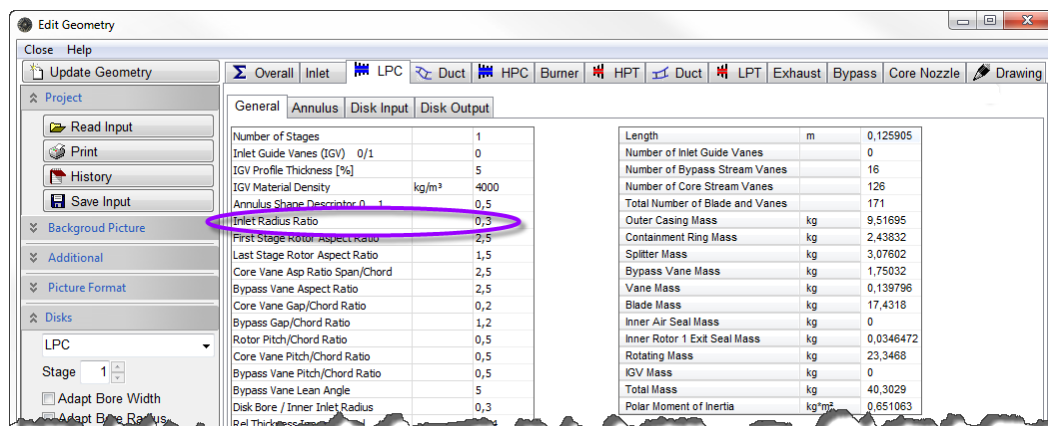 Edit Geometry
Close Help
Update Geometry
Σ Overall Inlet LPC Duct HPC Burner HPT Duct LPT Exhaust Bypass Core Nozzle Drawing
Project
Read Input
Print
History
Save Input
Backgroud Picture
Additional
Picture Format
Disks
LPC
Stage 1
Adapt Bore Width
Adapt Bore Radius
General Annulus Disk Input Disk Output
Number of Stages 1
Inlet Guide Vanes (IGV) 0/1 0
IGV Profile Thickness [%] 5
IGV Material Density kg/m³ 4000
Annulus Shape Descriptor 0...1 0,5
Inlet Radius Ratio 0,3
First Stage Rotor Aspect Ratio 2,5
Last Stage Rotor Aspect Ratio 1,5
Core Vane Asp Ratio Span/Chord 2,5
Bypass Vane Aspect Ratio 2,5
Core Vane Gap/Chord Ratio 0,2
Bypass Gap/Chord Ratio 1,2
Rotor Pitch/Chord Ratio 0,5
Core Vane Pitch/Chord Ratio 0,5
Bypass Vane Pitch/Chord Ratio 0,5
Bypass Vane Lean Angle 5
Disk Bore / Inner Inlet Radius 0,3
Length m 0,125905
Number of Inlet Guide Vanes 0
Number of Bypass Stream Vanes 16
Number of Core Stream Vanes 126
Total Number of Blade and Vanes 171
Outer Casing Mass kg 9,51695
Containment Ring Mass kg 2,43832
Splitter Mass kg 3,07602
Bypass Vane Mass kg 1,75032
Vane Mass kg 0,139796
Blade Mass kg 17,4318
Inner Air Seal Mass kg 0
Inner Rotor 1 Exit Seal Mass kg 0,0346472
Rotating Mass kg 23,3468
IGV Mass kg 0
Total Mass kg 40,3029
Polar Moment of Inertia kg*m² 0,651063